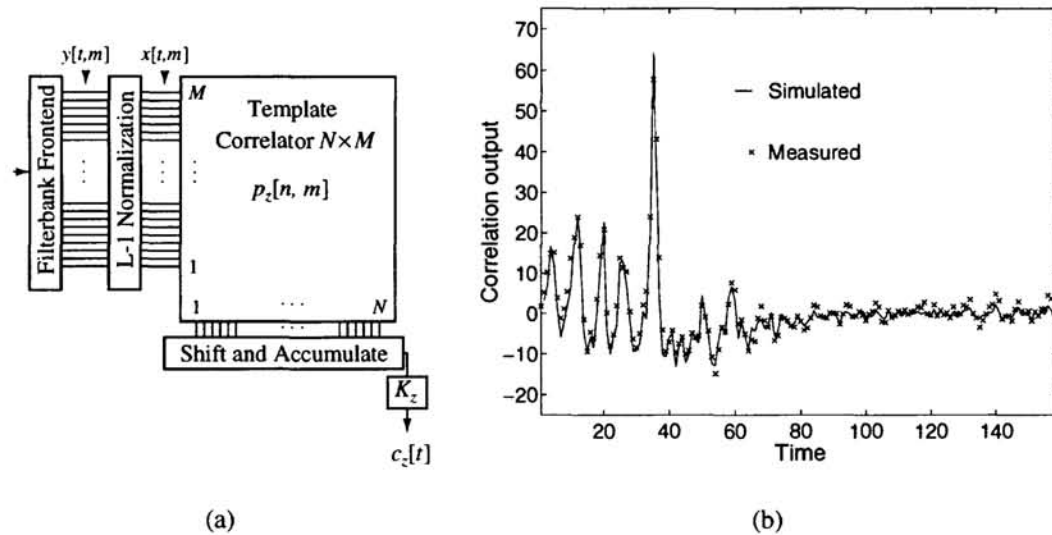 y[t,m] x[t,m]
Filterbank Frontend
L-1 Normalization
M
Template
Correlator N×M
p_z[n, m]
1
1 ... N
Shift and Accumulate
K_z
c_z[t]
(a)
Correlation output
70
60
50
40
30
20
10
0
−10
−20
Simulated
Measured
20 40 60 80 100 120 140
Time
(b)